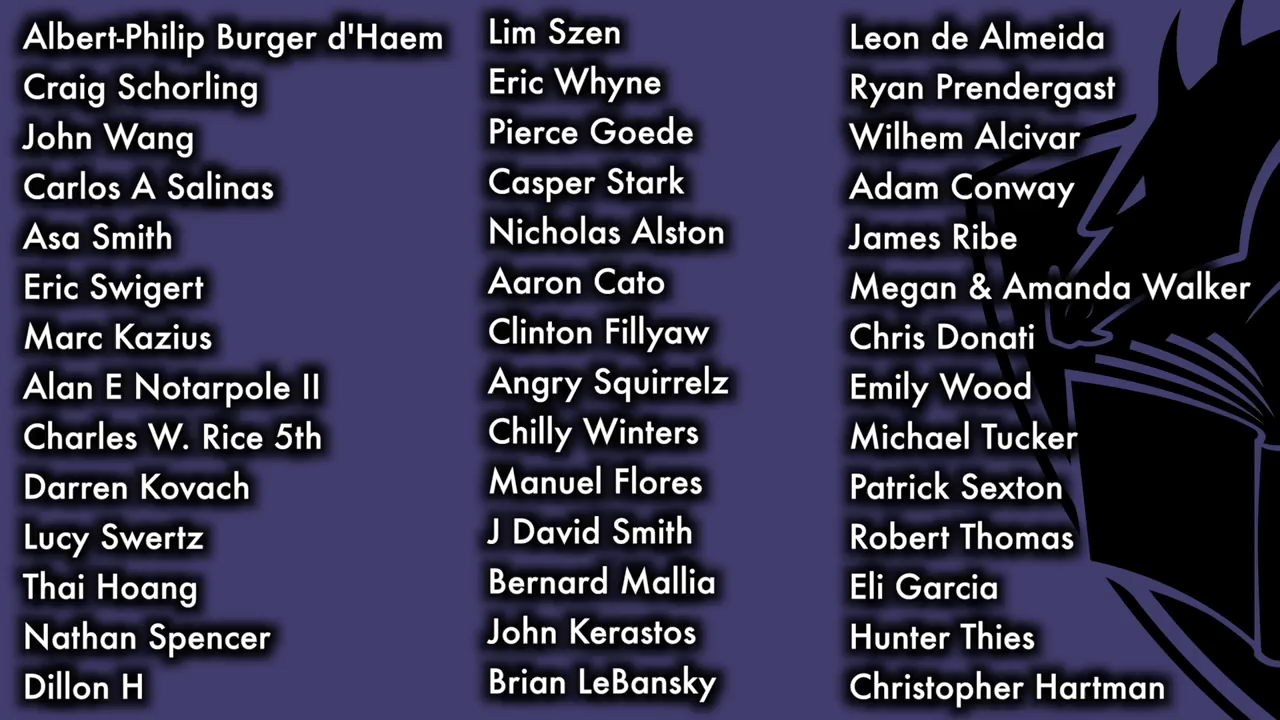 Albert-Philip Burger d'Haem
Craig Schorling
John Wang
Carlos A Salinas
Asa Smith
Eric Swigert
Marc Kazius
Alan E Notarpole II
Charles W. Rice 5th
Darren Kovach
Lucy Swertz
Thai Hoang
Nathan Spencer
Dillon H
Lim Szen
Eric Whyne
Pierce Goede
Casper Stark
Nicholas Alston
Aaron Cato
Clinton Fillyaw
Angry Squirrelz
Chilly Winters
Manuel Flores
J David Smith
Bernard Mallia
John Kerastos
Brian LeBansky
Leon de Almeida
Ryan Prendergast
Wilhem Alcivar
Adam Conway
James Ribe
Megan & Amanda Walker
Chris Donati
Emily Wood
Michael Tucker
Patrick Sexton
Robert Thomas
Eli Garcia
Hunter Thies
Christopher Hartman